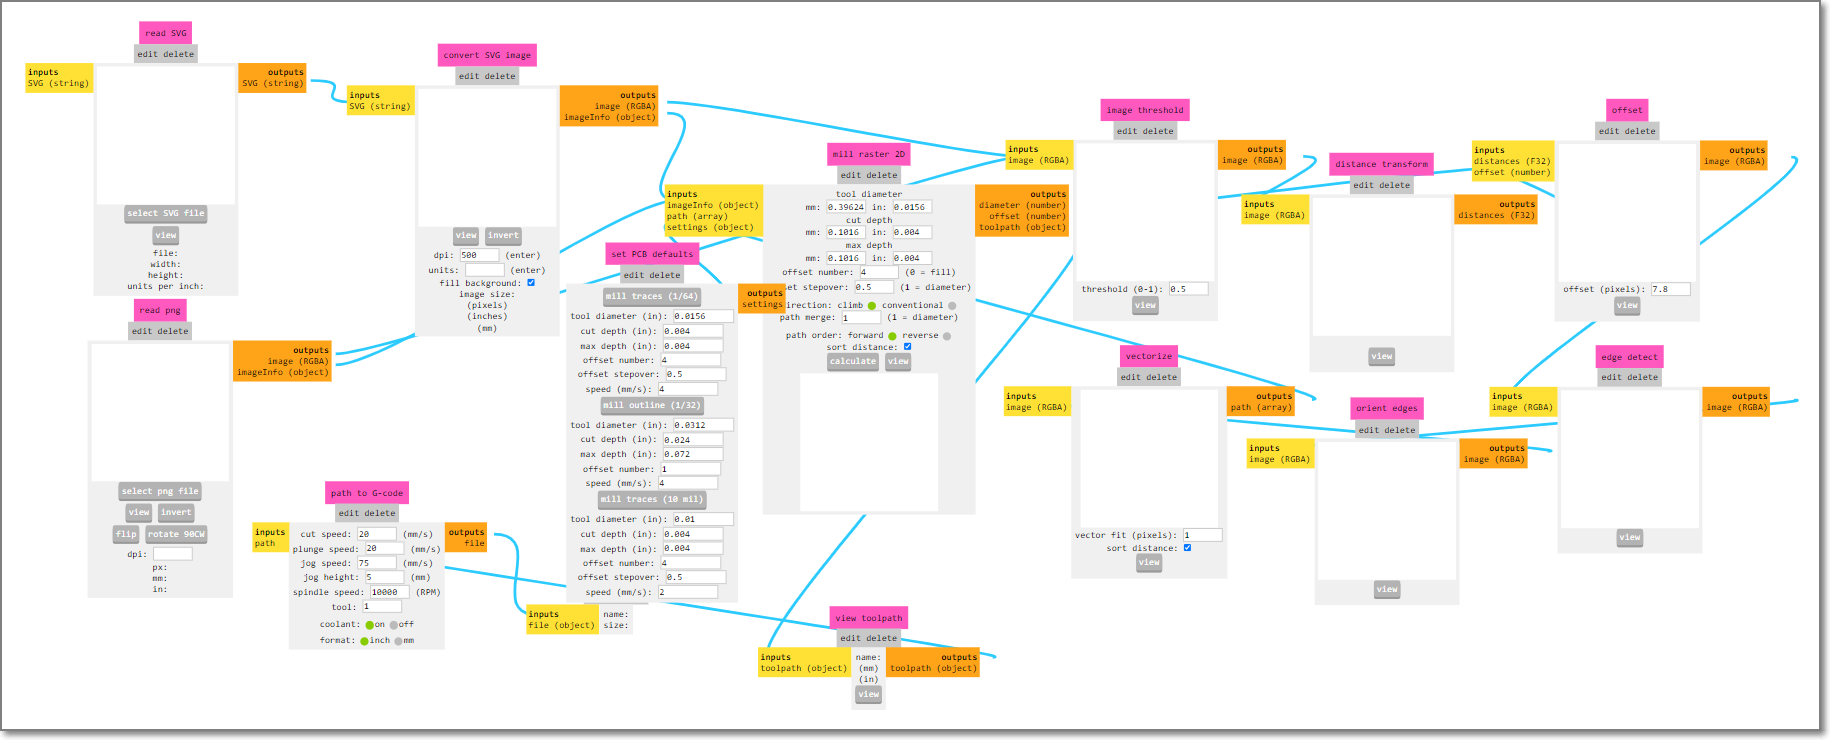 read SVG
edit delete
inputs
SVG (string)
outputs
SVG (string)
select SVG file
view
file:
width:
height:
units per inch:
read png
edit delete
outputs
image (RGBA)
imageInfo (object)
select png file
view invert
flip rotate 90CW
dpi:
px:
mm:
in:
convert SVG image
edit delete
inputs
SVG (string)
outputs
image (RGBA)
imageInfo (object)
view invert
dpi: 500 (enter)
units: (enter)
fill background:
image size:
(pixels)
(inches)
(mm)
path to G-code
edit delete
inputs
path
outputs
file
cut speed: 20 (mm/s)
plunge speed: 20 (mm/s)
jog speed: 75 (mm/s)
jog height: 5 (mm)
spindle speed: 10000 (RPM)
tool: 1
coolant: on off
format: inch mm
inputs
file (object)
name:
size:
set PCB defaults
edit delete
outputs
settings
mill traces (1/64)
tool diameter (in): 0.0156
cut depth (in): 0.004
max depth (in): 0.004
offset number: 4
offset stepover: 0.5
speed (mm/s): 4
mill outline (1/32)
tool diameter (in): 0.0312
cut depth (in): 0.024
max depth (in): 0.072
offset number: 1
speed (mm/s): 4
mill traces (10 mil)
tool diameter (in): 0.01
cut depth (in): 0.004
max depth (in): 0.004
offset number: 4
offset stepover: 0.5
speed (mm/s): 2
mill raster 2D
edit delete
inputs
imageInfo (object)
path (array)
settings (object)
outputs
diameter (number)
offset (number)
toolpath (object)
tool diameter
mm: 0.39624 in: 0.0156
cut depth
mm: 0.1016 in: 0.004
max depth
mm: 0.1016 in: 0.004
offset number: 4 (0 = fill)
set stepover: 0.5 (1 = diameter)
irection: climb conventional
path merge: 1 (1 = diameter)
path order: forward reverse
sort distance:
calculate view
view toolpath
edit delete
inputs
toolpath (object)
name:
(mm)
(in)
view
outputs
toolpath (object)
image threshold
edit delete
inputs
image (RGBA)
outputs
image (RGBA)
threshold (0-1): 0.5
view
distance transform
edit delete
inputs
image (RGBA)
outputs
distances (F32)
view
offset
edit delete
inputs
distances (F32)
offset (number)
outputs
image (RGBA)
offset (pixels): 7.8
view
vectorize
edit delete
inputs
image (RGBA)
outputs
path (array)
vector fit (pixels): 1
sort distance:
view
orient edges
edit delete
inputs
image (RGBA)
outputs
image (RGBA)
view
edge detect
edit delete
inputs
image (RGBA)
outputs
image (RGBA)
view